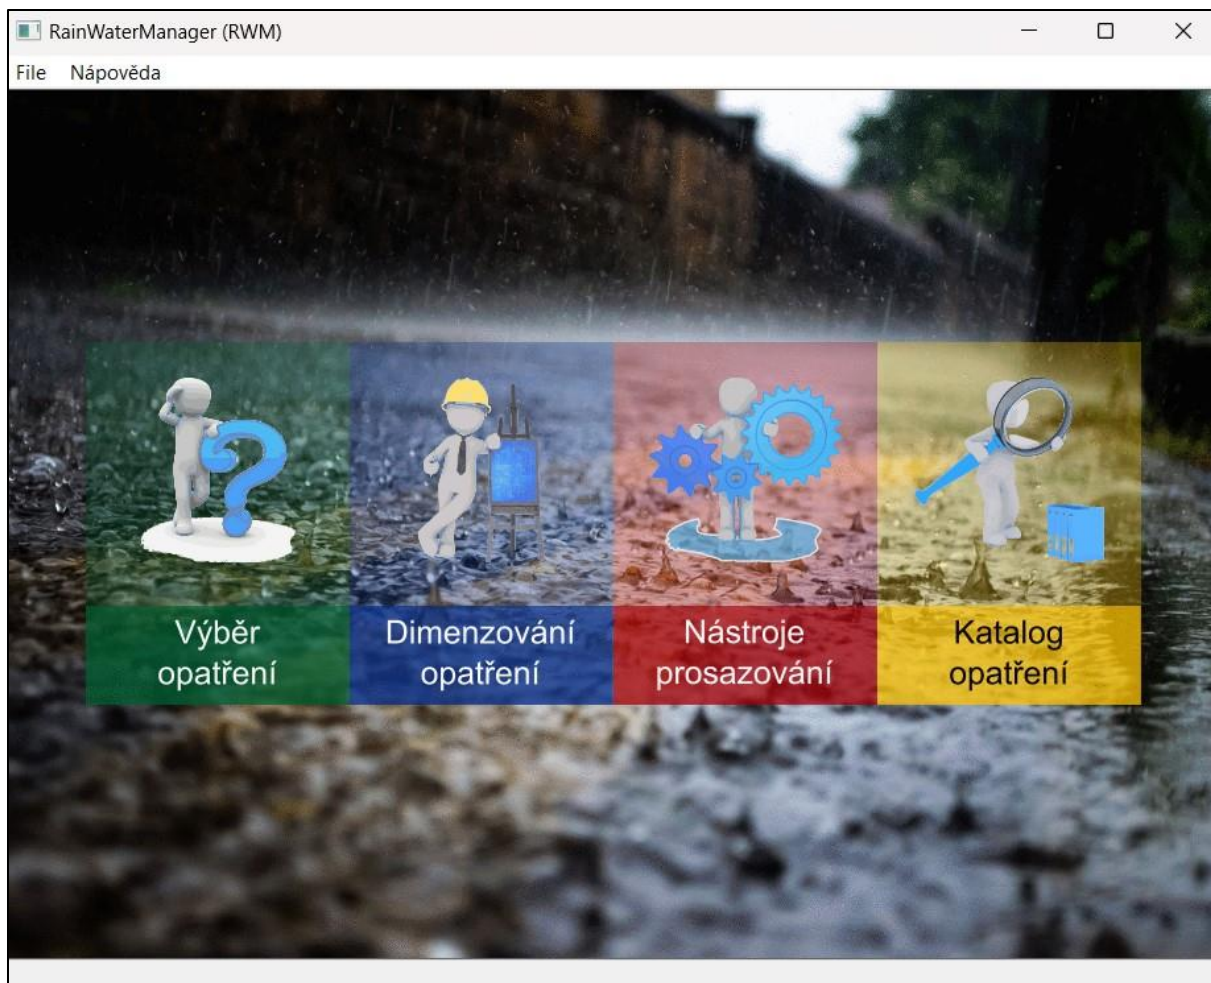 RainWaterManager (RWM)
File Nápověda
Výběr
opatření
Dimenzování
opatření
Nástroje
prosazování
Katalog
opatření